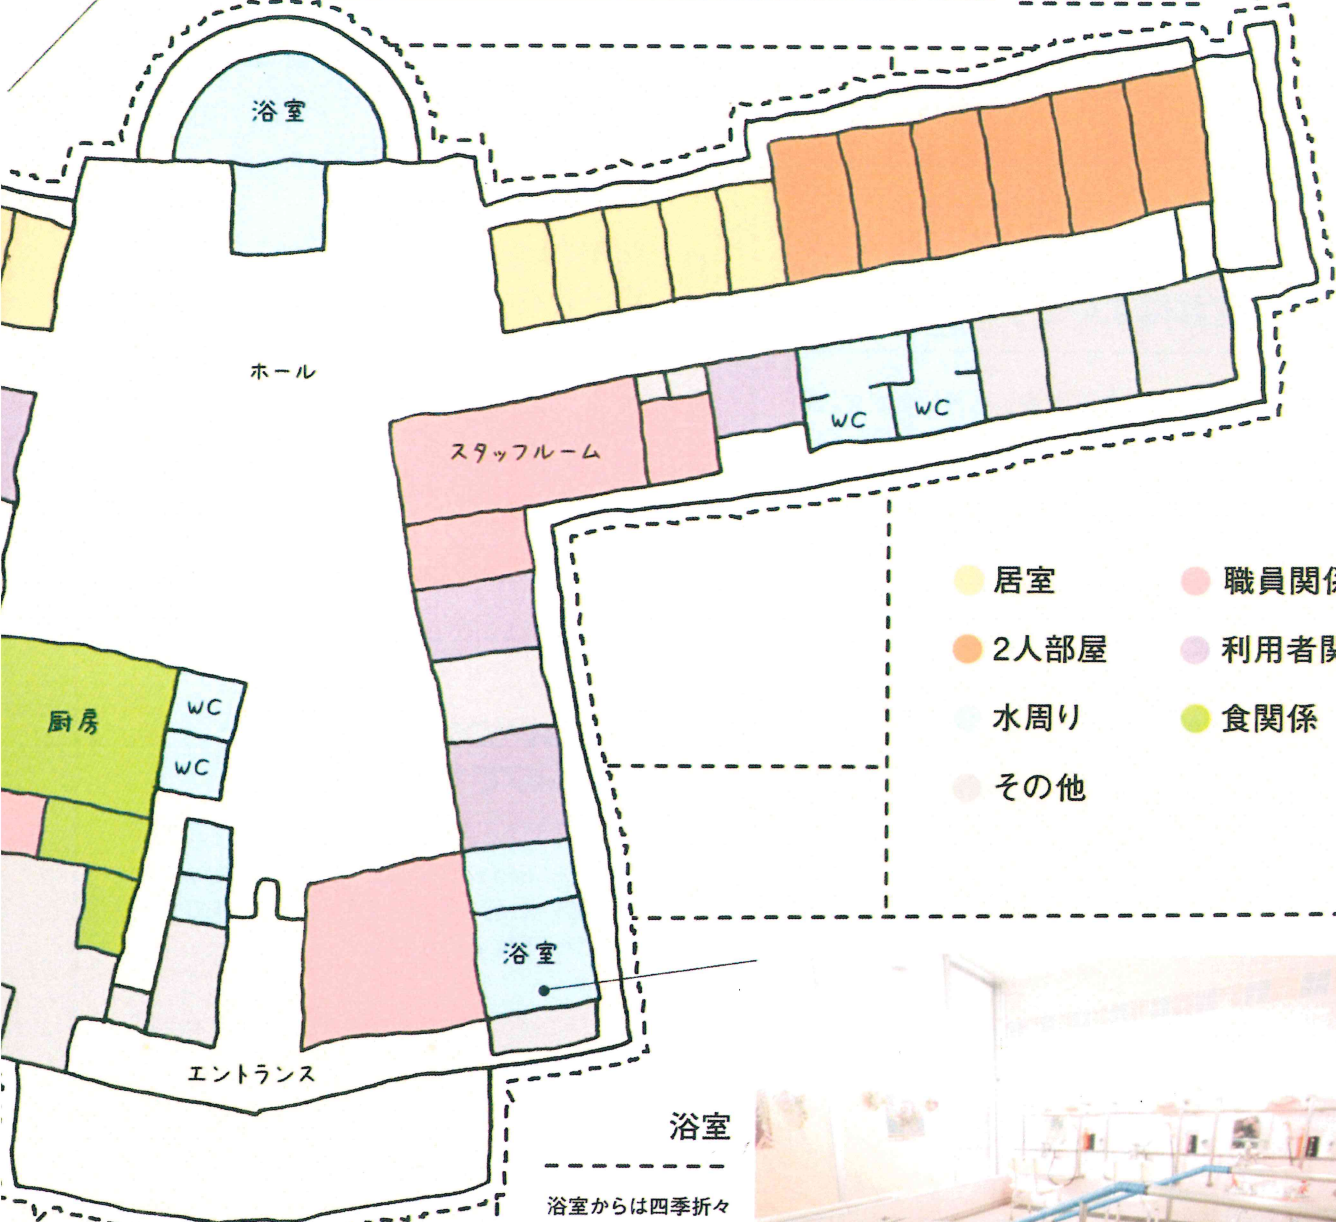 浴室
ホール
スタッフルーム
WC
WC
居室
職員関
2人部屋
利用者
水周り
食関係
その他
厨房
WC
WC
浴室
エントランス
浴室
浴室からは四季折々